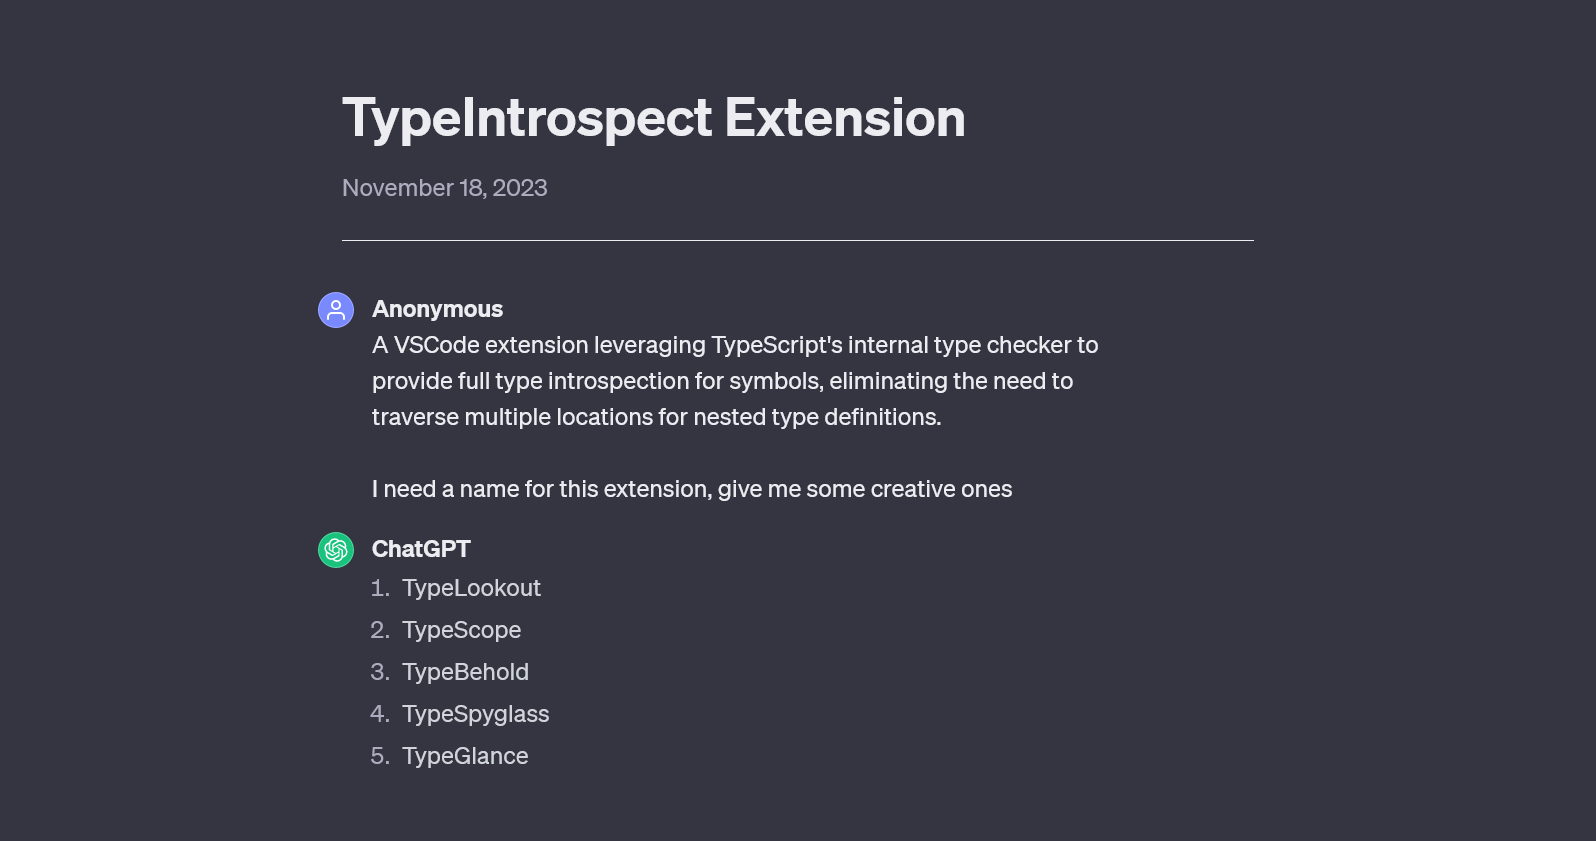 TypeIntrospect Extension
November 18, 2023
Anonymous
A VSCode extension leveraging TypeScript's internal type checker to
provide full type introspection for symbols, eliminating the need to
traverse multiple locations for nested type definitions.
I need a name for this extension, give me some creative ones
ChatGPT
1. TypeLookout
2. TypeScope
3. TypeBehold
4. TypeSpyglass
5. TypeGlance